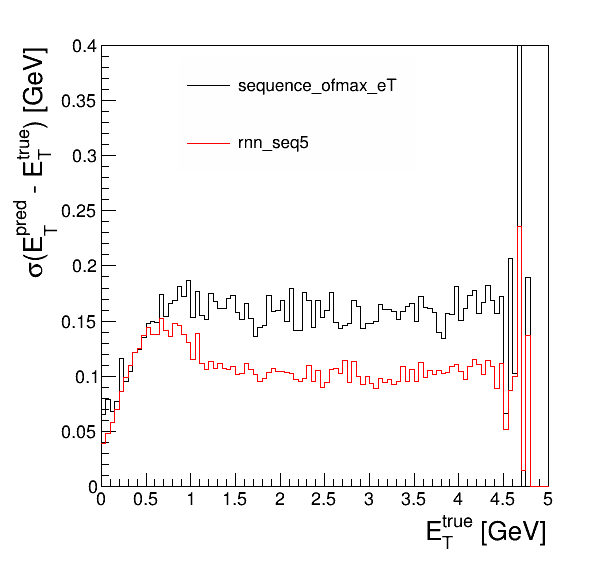 σ(E_T^pred - E_T^true) [GeV]
0.4
0.35
0.3
0.25
0.2
0.15
0.1
0.05
0
sequence_ofmax_eT
rnn_seq5
0 0.5 1 1.5 2 2.5 3 3.5 4 4.5 5
E_T^true [GeV]